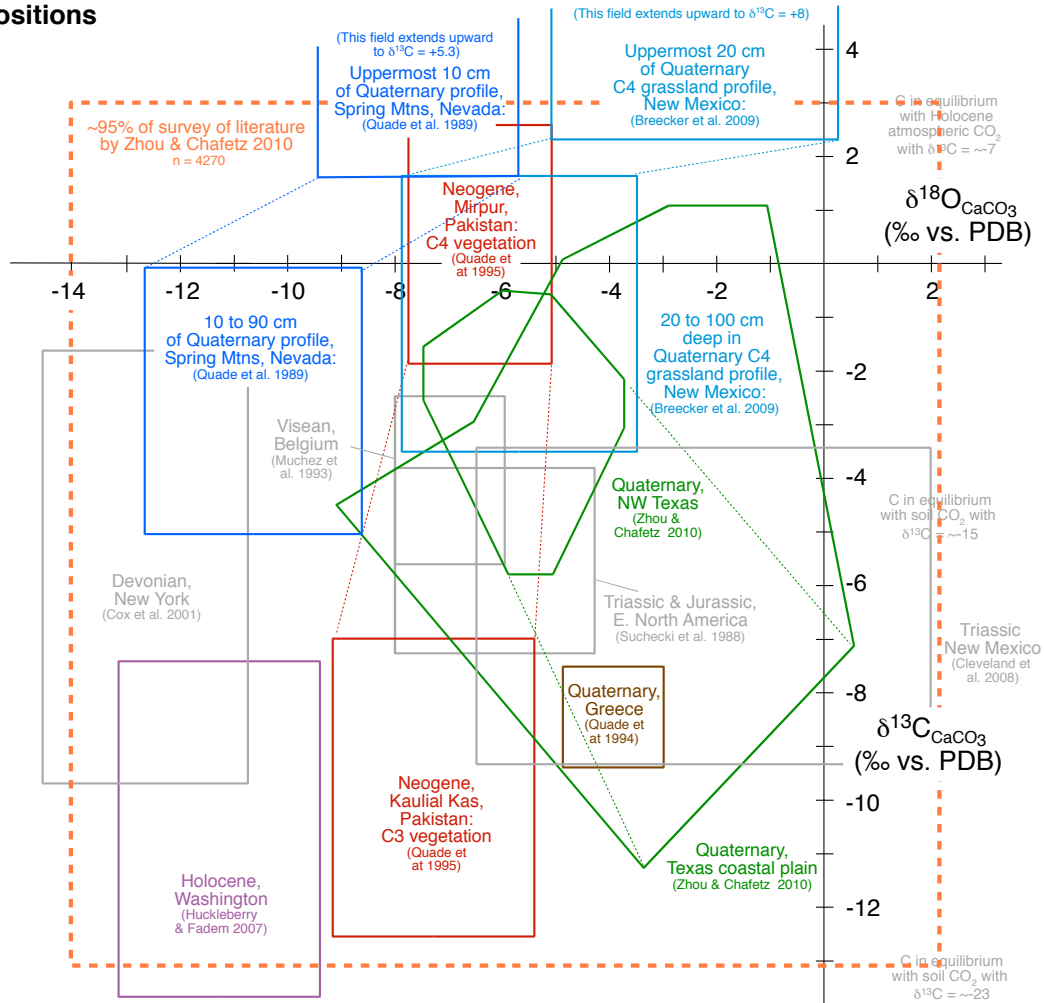 ositions
(This field extends upward
to δ¹³C = +5.3)
Uppermost 10 cm
of Quaternary profile,
Spring Mtns, Nevada:
(Quade et al. 1989)
(This field extends upward to δ¹³C = +8)
Uppermost 20 cm
of Quaternary
C4 grassland profile,
New Mexico:
(Breecker et al. 2009)
~95% of survey of literature
by Zhou & Chafetz 2010
n = 4270
C in equilibrium
with Holocene
atmospheric CO₂
with δ¹³C = ~-7
4
2
δ¹⁸O CaCO₃
(‰ vs. PDB)
Neogene,
Mirpur,
Pakistan:
C4 vegetation
(Quade et
at 1995)
-14
-12
-10
-8
-6
-4
-2
2
10 to 90 cm
of Quaternary profile,
Spring Mtns, Nevada:
(Quade et al. 1989)
20 to 100 cm
deep in
Quaternary C4
grassland profile,
New Mexico:
(Breecker et al. 2009)
-2
Visean,
Belgium
(Muchez et
al. 1993)
-4
Quaternary,
NW Texas
(Zhou &
Chafetz 2010)
C in equilibrium
with soil CO₂ with
δ¹³C = ~-15
Devonian,
New York
(Cox et al. 2001)
-6
Triassic & Jurassic,
E. North America
(Suchecki et al. 1988)
Triassic
New Mexico
(Cleveland et
al. 2008)
-8
Quaternary,
Greece
(Quade et
at 1994)
δ¹³C CaCO₃
(‰ vs. PDB)
Neogene,
Kaulial Kas,
Pakistan:
C3 vegetation
(Quade et
at 1995)
-10
Quaternary,
Texas coastal plain
(Zhou & Chafetz 2010)
Holocene,
Washington
(Huckleberry
& Fadem 2007)
-12
C in equilibrium
with soil CO₂ with
δ¹³C = ~-23